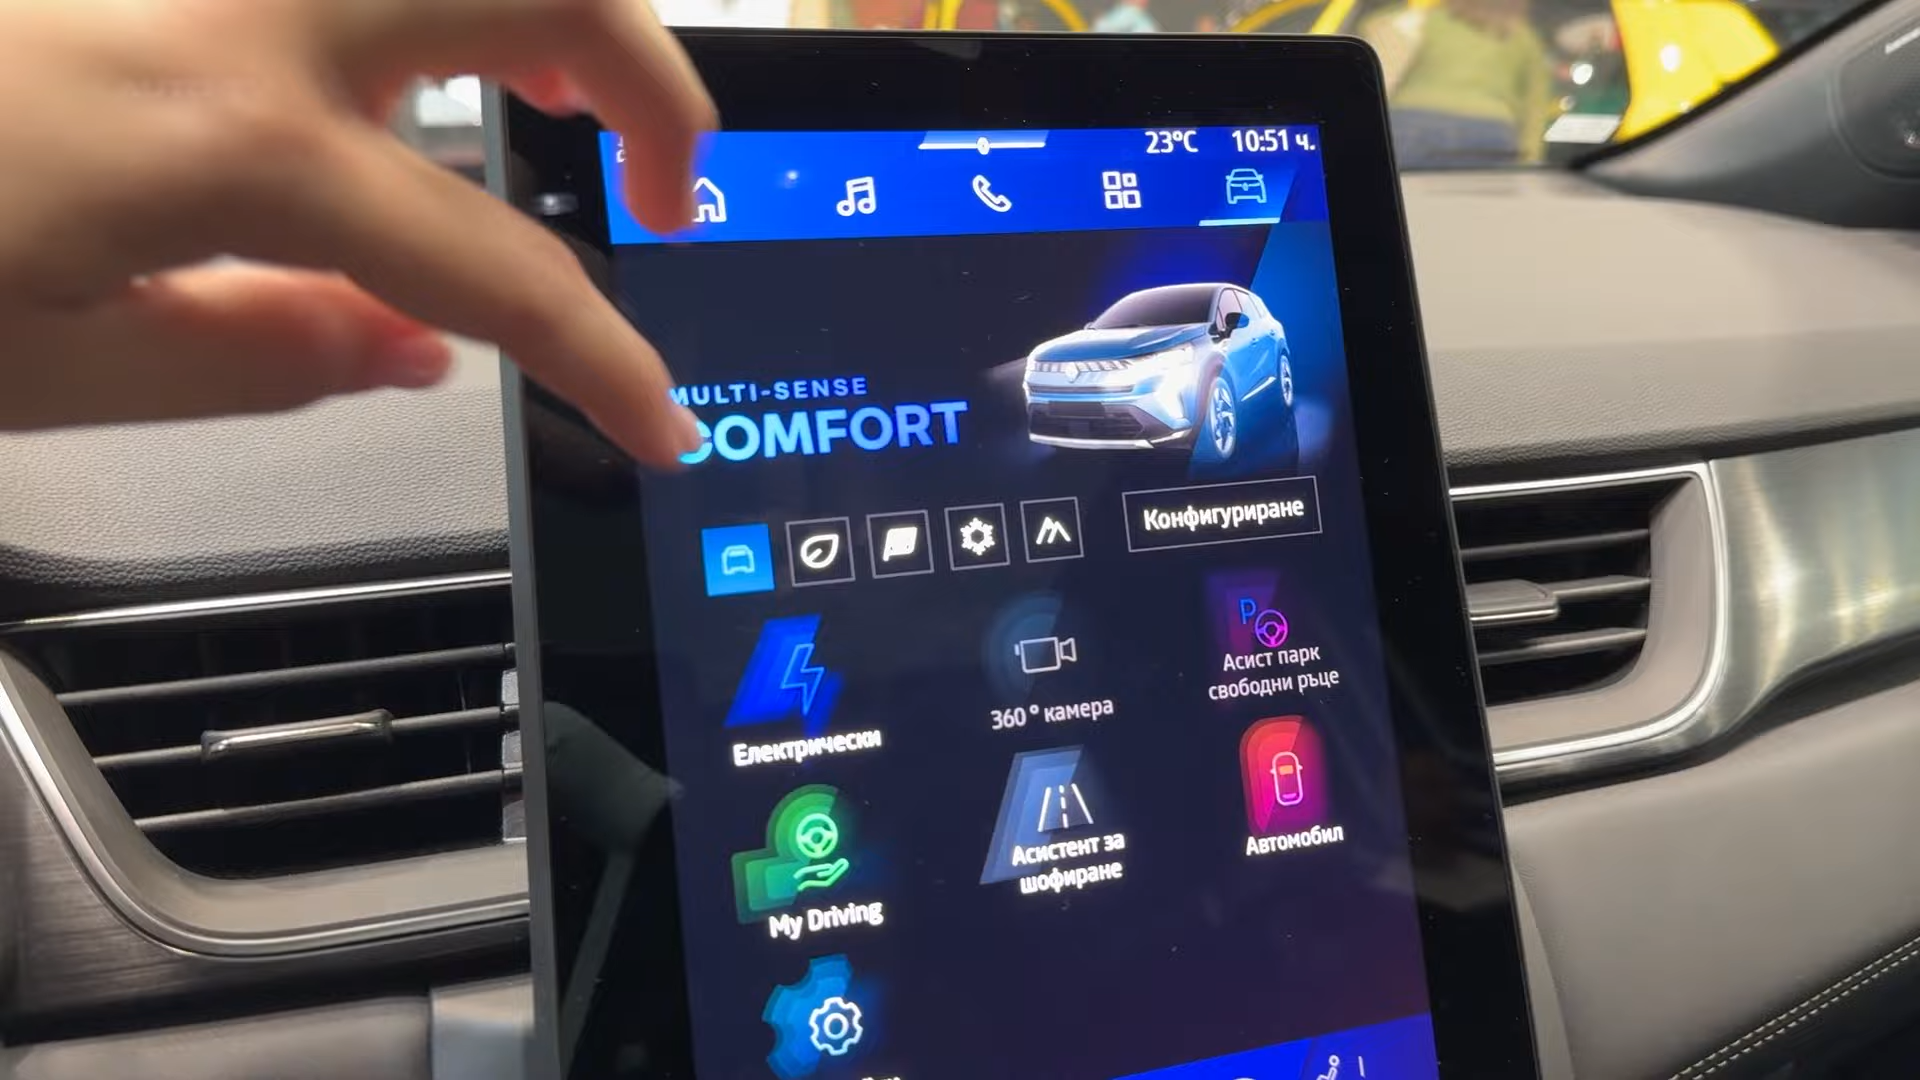 23°C 10:51 ч.
MULTI-SENSE
COMFORT
Конфигуриране
P
Асист парк
свободни ръце
360 ° камера
Електрически
Автомобил
Асистент за
шофиране
My Driving